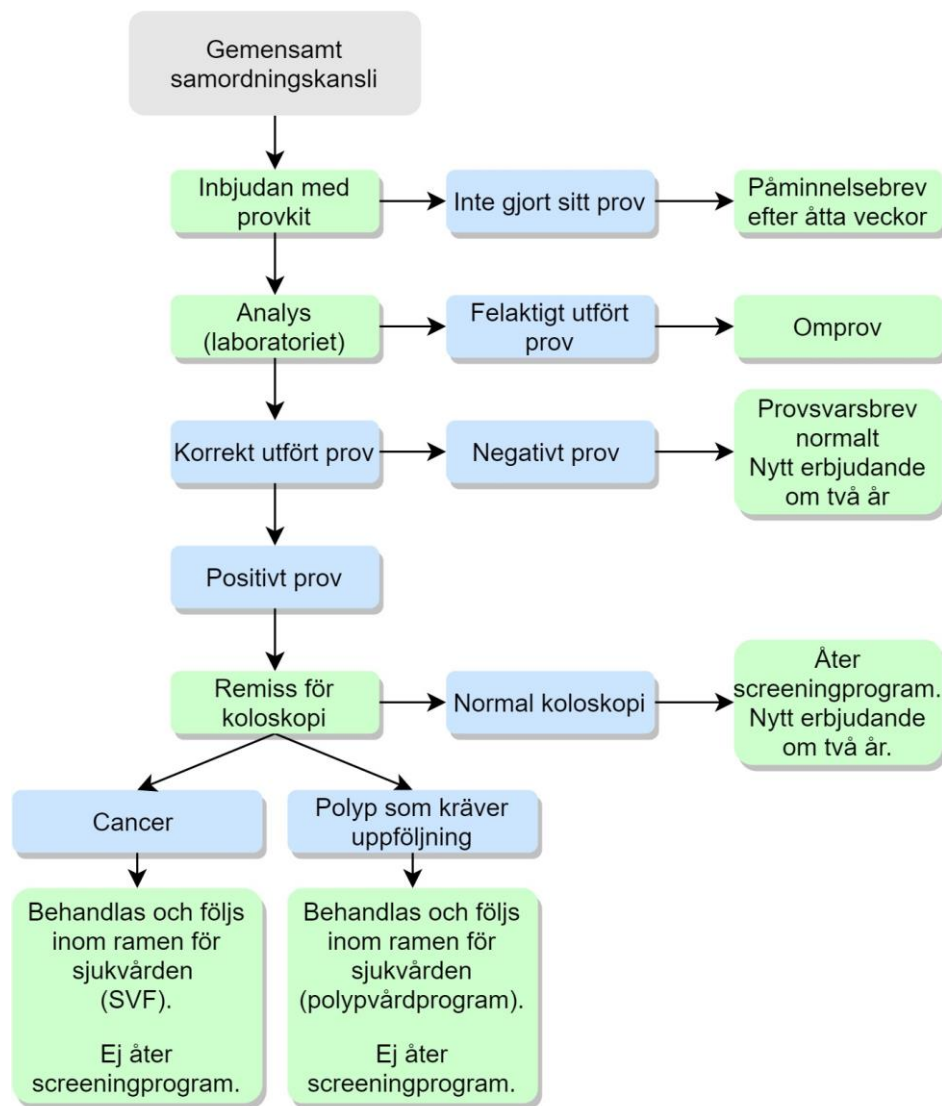 Gemensamt
samordningskansli
Inbjudan med
provkit
Inte gjort sitt prov
Påminnelsebrev
efter åtta veckor
Analys
(laboratoriet)
Felaktigt utfört
prov
Omprov
Korrekt utfört prov
Negativt prov
Provsvarsbrev
normalt
Nytt erbjudande
om två år
Positivt prov
Remiss för
koloskopi
Normal koloskopi
Åter
screeningprogram.
Nytt erbjudande
om två år.
Cancer
Polyp som kräver
uppföljning
Behandlas och följs
inom ramen för
sjukvården
(SVF).
Ej åter
screeningprogram.
Behandlas och följs
inom ramen för
sjukvården
(polypvårdprogram).
Ej åter
screeningprogram.